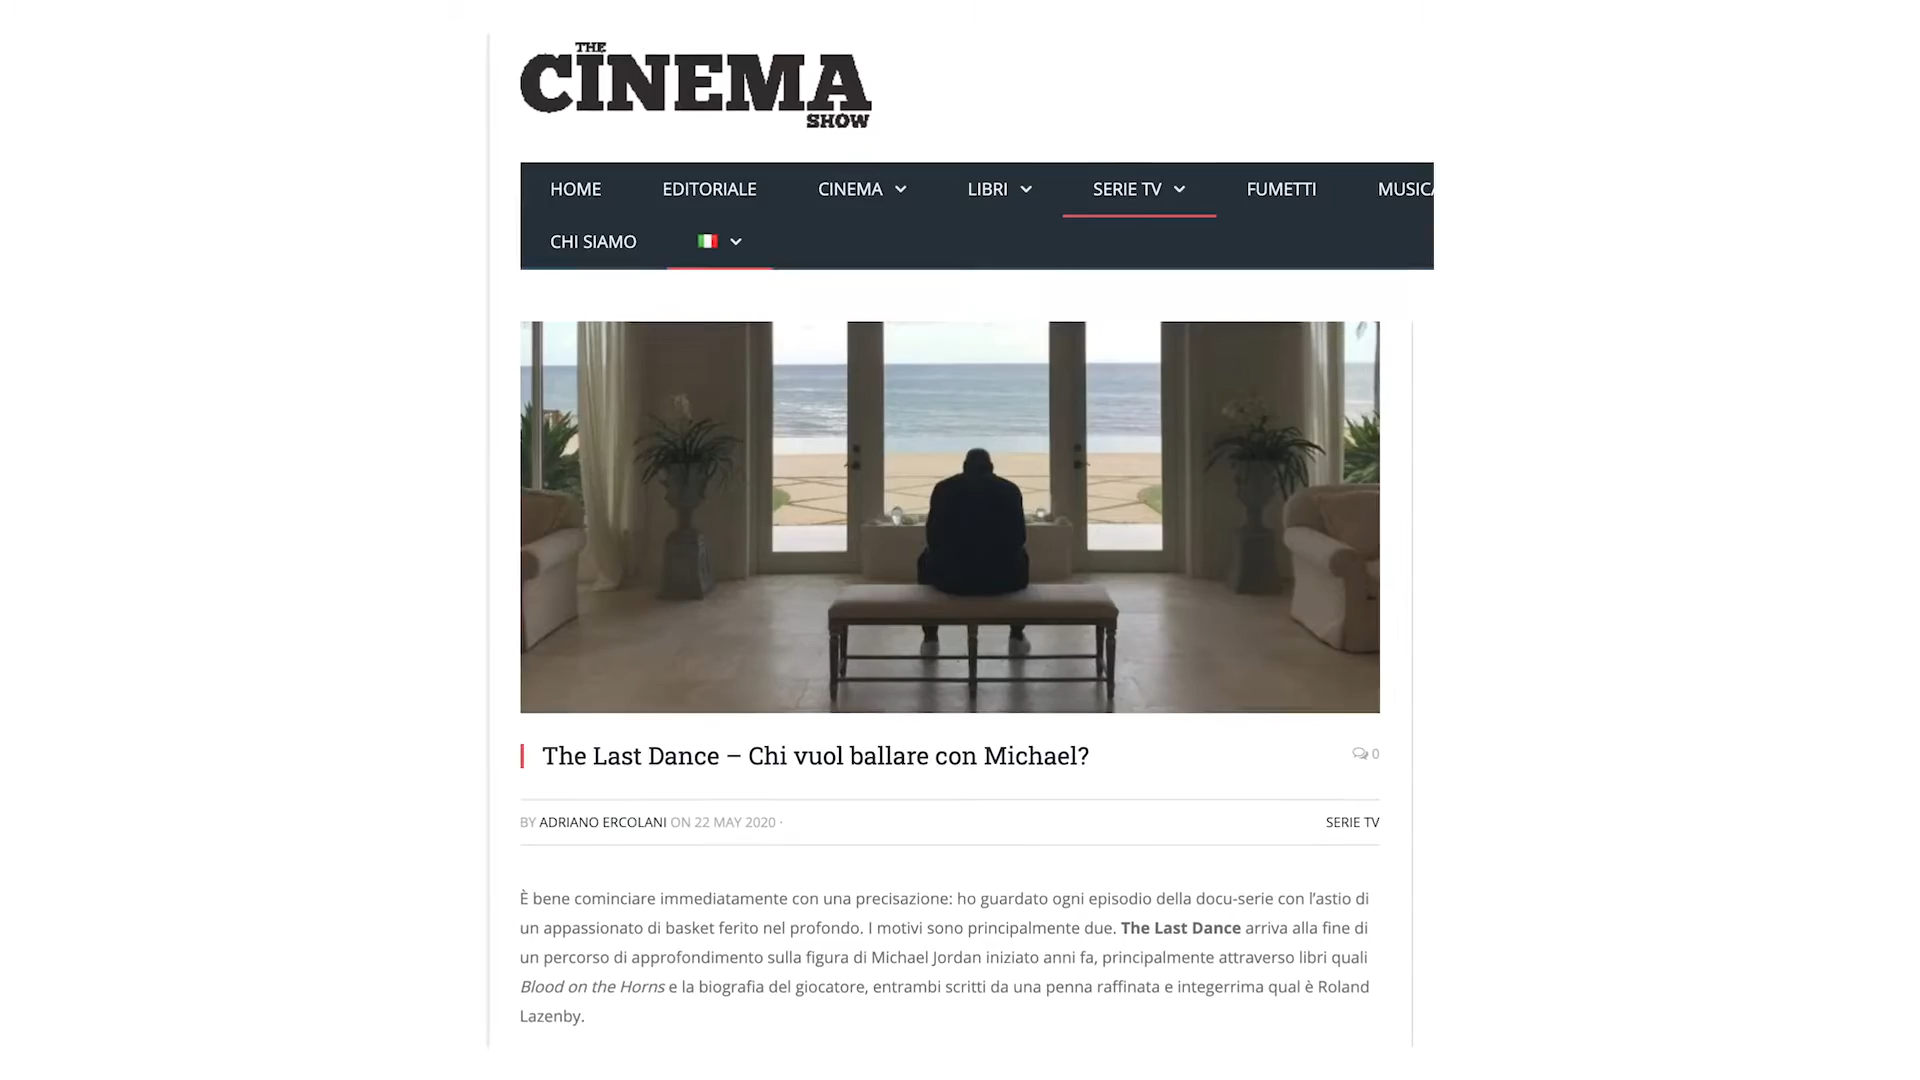 THE
CINEMA
SHOW
HOME EDITORIALE CINEMA LIBRI SERIE TV FUMETTI MUSICA
CHI SIAMO
The Last Dance – Chi vuol ballare con Michael?
0
BY ADRIANO ERCOLANI ON 22 MAY 2020 ·
SERIE TV
È bene cominciare immediatamente con una precisazione: ho guardato ogni episodio della docu-serie con l’astio di
un appassionato di basket ferito nel profondo. I motivi sono principalmente due. The Last Dance arriva alla fine di
un percorso di approfondimento sulla figura di Michael Jordan iniziato anni fa, principalmente attraverso libri quali
Blood on the Horns e la biografia del giocatore, entrambi scritti da una penna raffinata e integerrima qual è Roland
Lazenby.